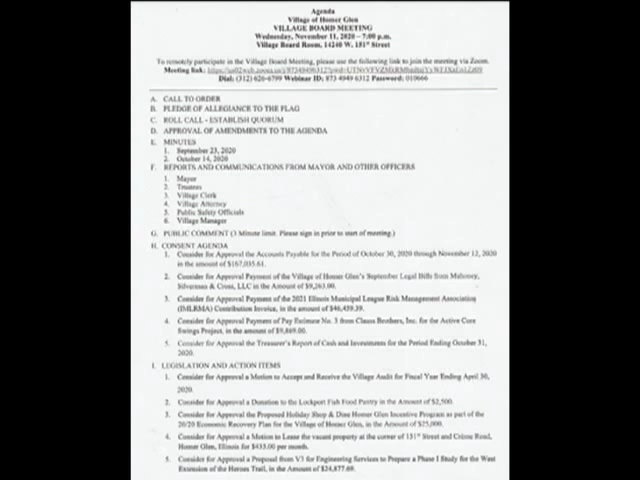 Agenda
Village of Homer Glen
VILLAGE BOARD MEETING
Wednesday, November 11, 2020 – 7:00 p.m.
Village Board Room, 14240 W. 151st Street
To remotely participate in the Village Board Meeting, please use the following link to join the meeting via Zoom.
Meeting link:
Dial: (312) 626-6799 Webinar ID: 873 4949 6312 Password: 010666
A. CALL TO ORDER
B. PLEDGE OF ALLEGIANCE TO THE FLAG
C. ROLL CALL - ESTABLISH QUORUM
D. APPROVAL OF AMENDMENTS TO THE AGENDA
E. MINUTES
1. September 23, 2020
2. October 14, 2020
F. REPORTS AND COMMUNICATIONS FROM MAYOR AND OTHER OFFICERS
1. Mayor
2. Trustees
3. Village Clerk
4. Village Attorney
5. Public Safety Officials
6. Village Manager
G. PUBLIC COMMENT (3 Minute limit. Please sign in prior to start of meeting.)
H. CONSENT AGENDA
1. Consider for Approval the Accounts Payable for the Period of October 30, 2020 through November 12, 2020
in the amount of $167,035.61.
2. Consider for Approval Payment of the Village of Homer Glen's September Legal Bills from Mahoney,
Silverman & Cross, LLC in the Amount of $9,263.00.
3. Consider for Approval Payment of the 2021 Illinois Municipal League Risk Management Association
(IMLRMA) Contribution Invoice, in the amount of $46,439.39.
4. Consider for Approval Payment of Pay Estimate No. 3 from Clauss Brothers, Inc. for the Active Core
Swings Project, in the amount of $9,869.00.
5. Consider for Approval the Treasurer's Report of Cash and Investments for the Period Ending October 31,
2020.
I. LEGISLATION AND ACTION ITEMS
1. Consider for Approval a Motion to Accept and Receive the Village Audit for Fiscal Year Ending April 30,
2020.
2. Consider for Approval a Donation to the Lockport Fish Food Pantry in the Amount of $2,500.
3. Consider for Approval the Proposed Holiday Shop & Dine Homer Glen Incentive Program as part of the
20/20 Economic Recovery Plan for the Village of Homer Glen, in the Amount of $25,000.
4. Consider for Approval a Motion to Lease the vacant property at the corner of 151st Street and Crème Road,
Homer Glen, Illinois for $435.00 per month.
5. Consider for Approval a Proposal from V3 for Engineering Services to Prepare a Phase I Study for the West
Extension of the Heroes Trail, in the Amount of $24,877.69.